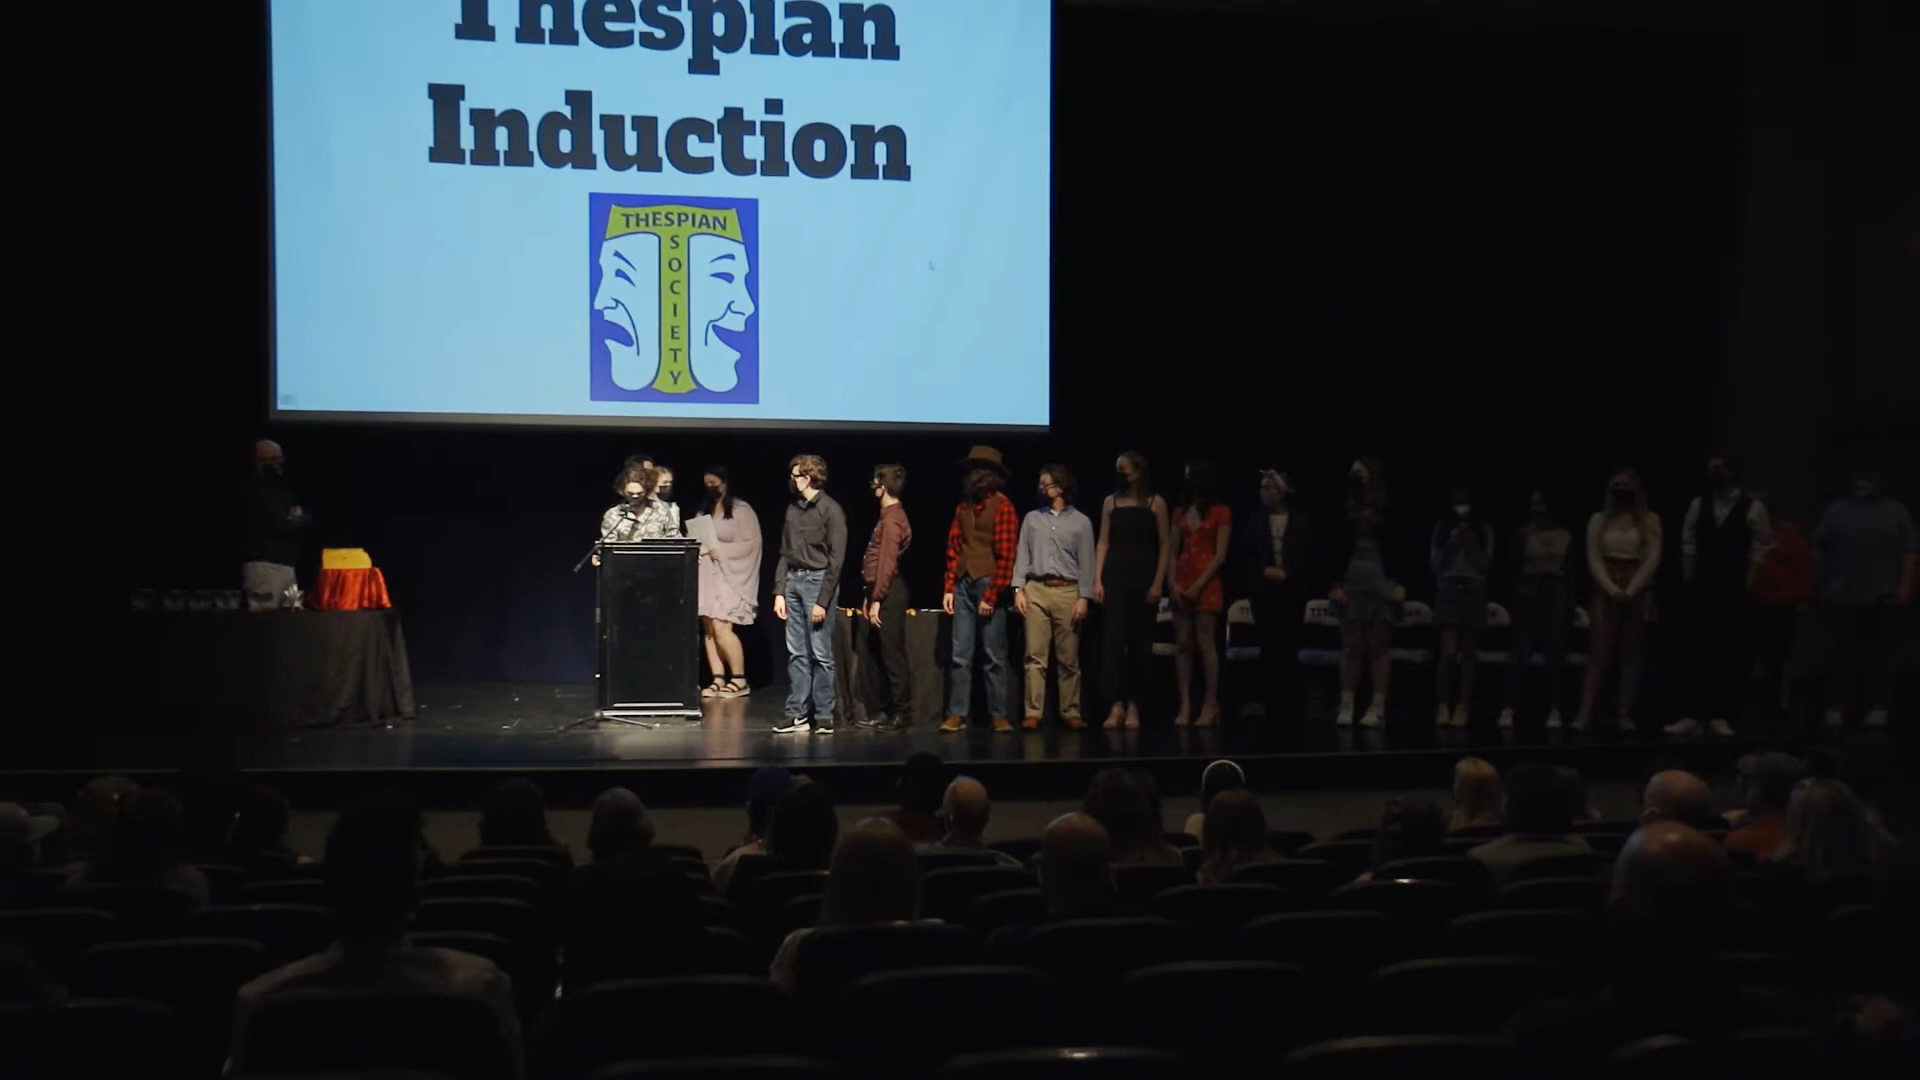 Thespian
Induction
THESPIAN
SOCIETY